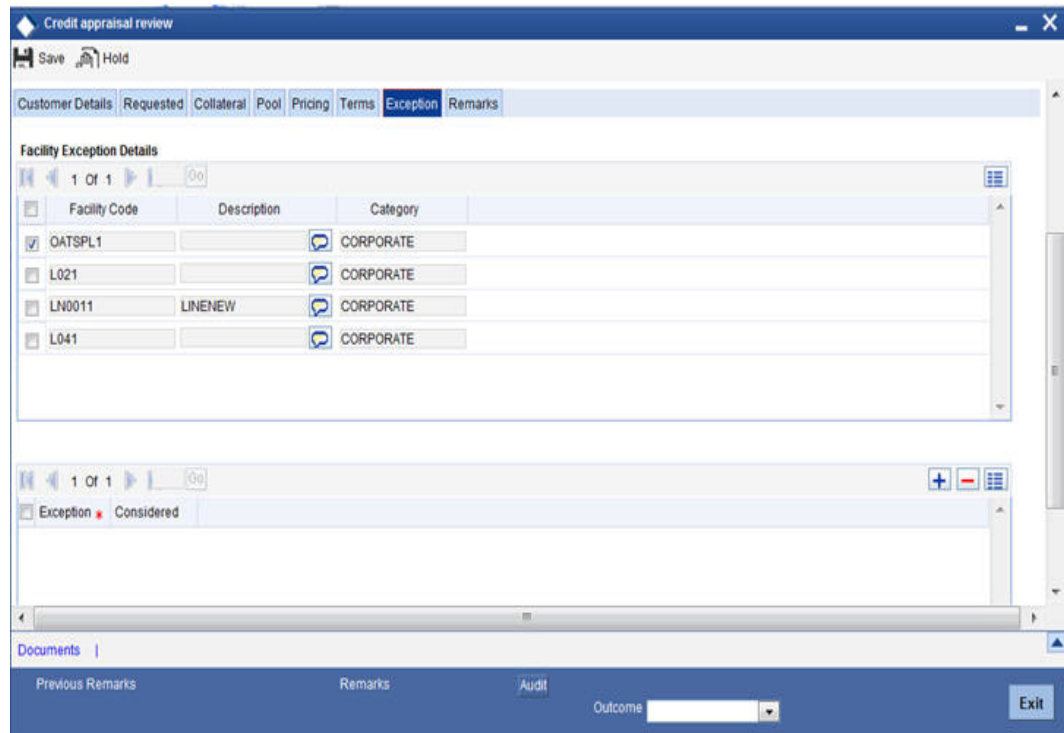 Credit appraisal review
Save Hold
Customer Details Requested Collateral Pool Pricing Terms Exception Remarks
Facility Exception Details
1 Of 1 Go
Facility Code Description Category
OATSPL1 CORPORATE
L021 CORPORATE
LN0011 LINENEW CORPORATE
L041 CORPORATE
1 Of 1 Go
Exception * Considered
Documents |
Previous Remarks Remarks Audit
Outcome
Exit